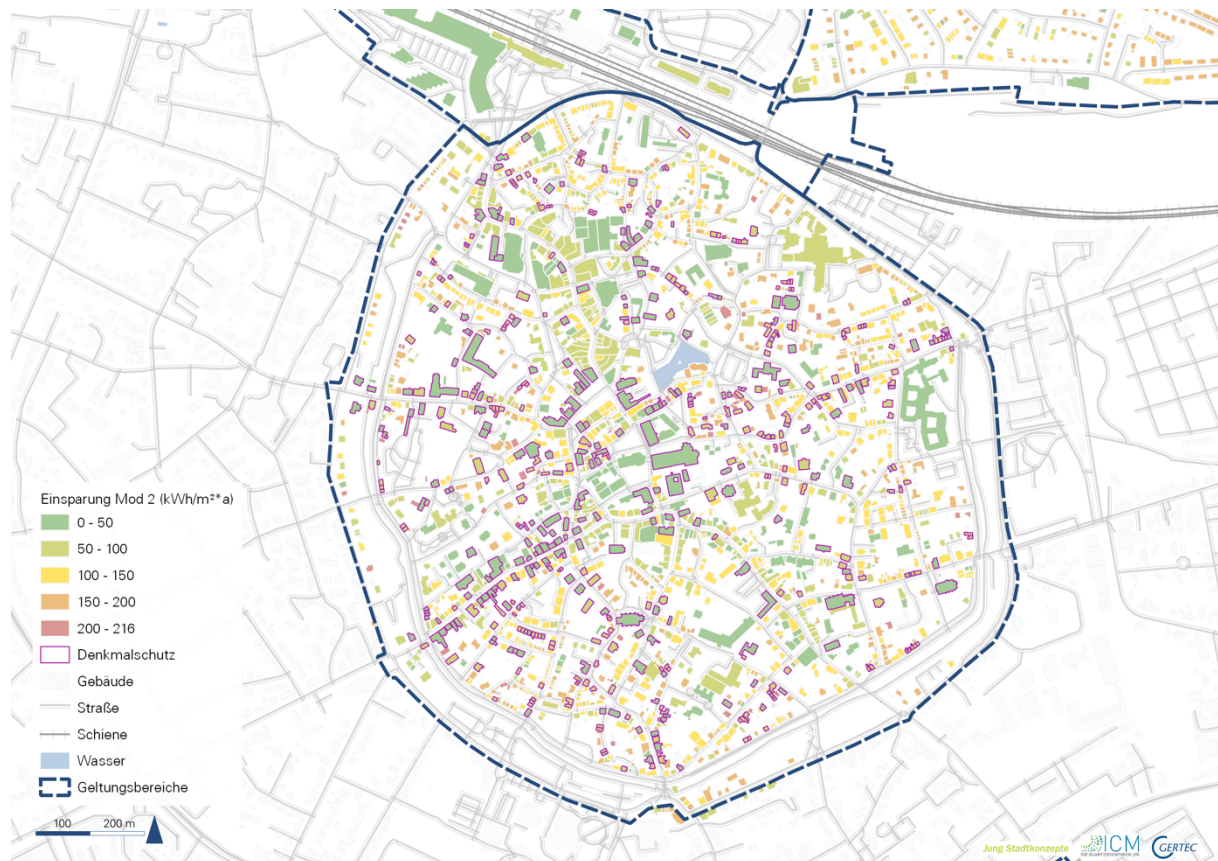 Einsparung Mod 2 (kWh/m²*a)
0 - 50
50 - 100
100 - 150
150 - 200
200 - 216
Denkmalschutz
Gebäude
Straße
Schiene
Wasser
Geltungsbereiche
100 200 m
Jung Stadtkonzepte ICM GERTEC